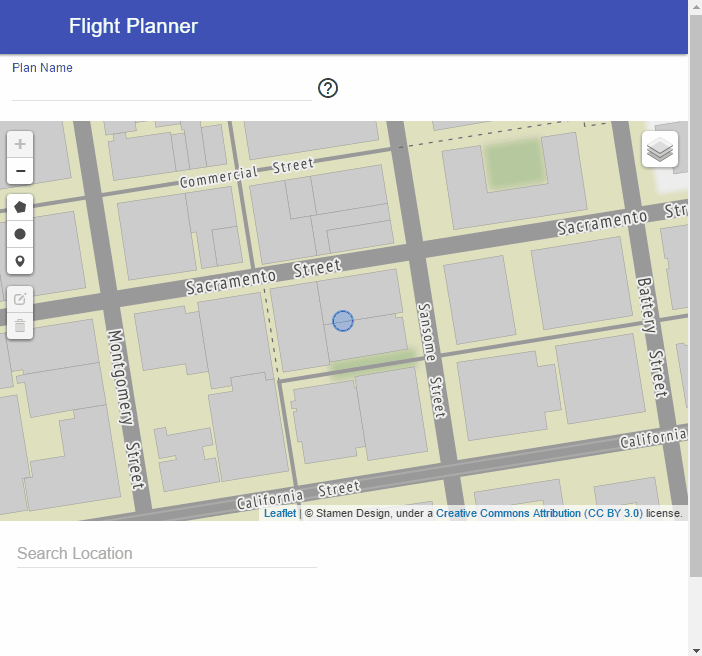 Flight Planner
Plan Name
?
+
−
Commercial Street
Sacramento Street
Sacramento Str
Sansome Street
Battery Street
Montgomery Street
California
California Street
Leaflet | © Stamen Design, under a Creative Commons Attribution (CC BY 3.0) license.
Search Location